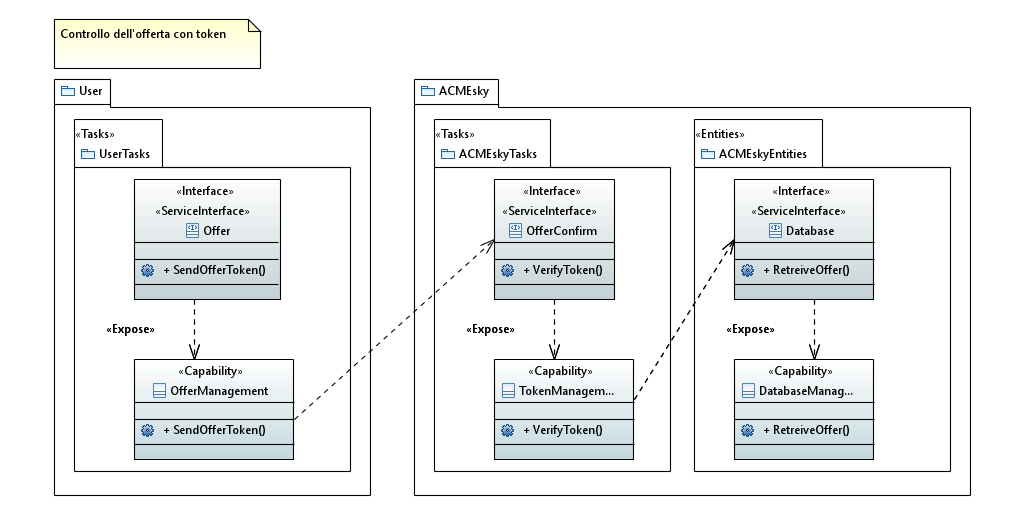 Controllo dell'offerta con token
User
«Tasks»
UserTasks
«Interface»
«ServiceInterface»
Offer
+ SendOfferToken()
«Expose»
«Capability»
OfferManagement
+ SendOfferToken()
ACMEsky
«Tasks»
ACMEskyTasks
«Interface»
«ServiceInterface»
OfferConfirm
+ VerifyToken()
«Expose»
«Capability»
TokenManagem...
+ VerifyToken()
«Entities»
ACMEskyEntities
«Interface»
«ServiceInterface»
Database
+ RetreiveOffer()
«Expose»
«Capability»
DatabaseManag...
+ RetreiveOffer()